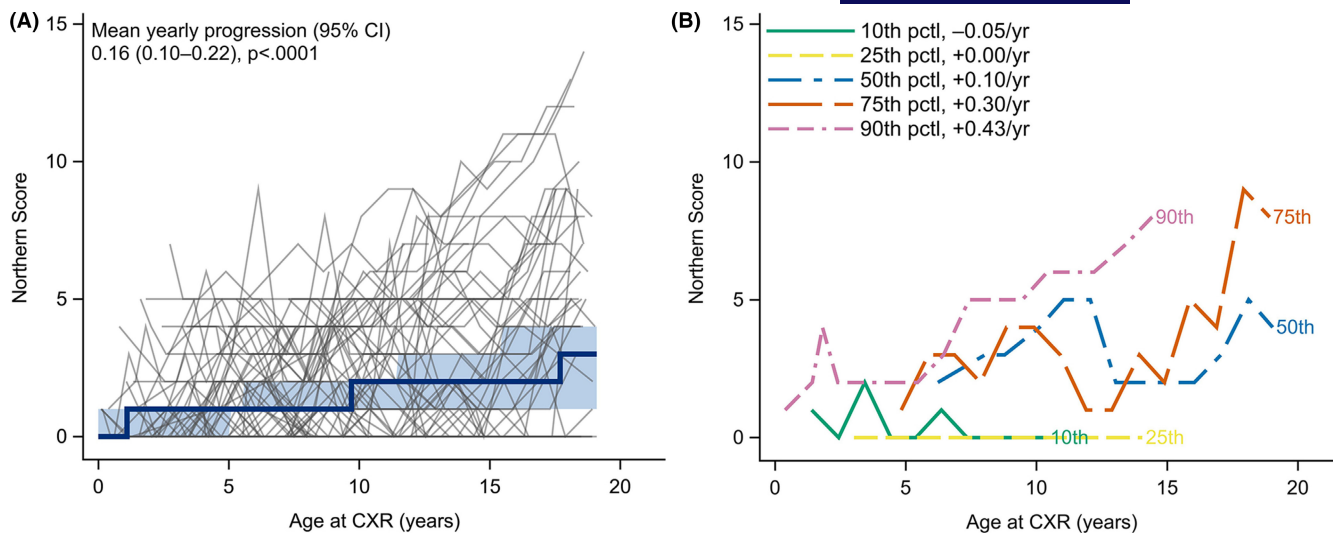 (A)
Mean yearly progression (95% CI)
0.16 (0.10–0.22), p<.0001
15
10
5
0
Northern Score
0 5 10 15 20
Age at CXR (years)
(B)
10th pctl, –0.05/yr
25th pctl, +0.00/yr
50th pctl, +0.10/yr
75th pctl, +0.30/yr
90th pctl, +0.43/yr
15
10
5
0
Northern Score
90th
75th
50th
10th
25th
0 5 10 15 20
Age at CXR (years)